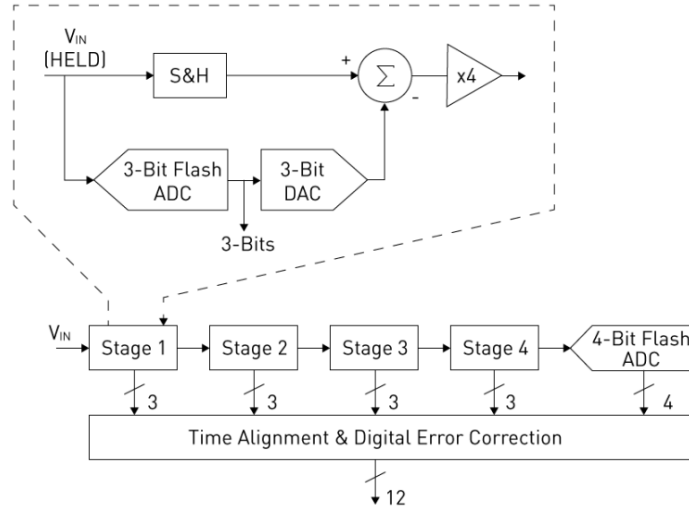 VIN
(HELD)
S&H
+
Σ
-
x4
3-Bit Flash
ADC
3-Bit
DAC
3-Bits
VIN
Stage 1
Stage 2
Stage 3
Stage 4
4-Bit Flash
ADC
3
3
3
3
4
Time Alignment & Digital Error Correction
12